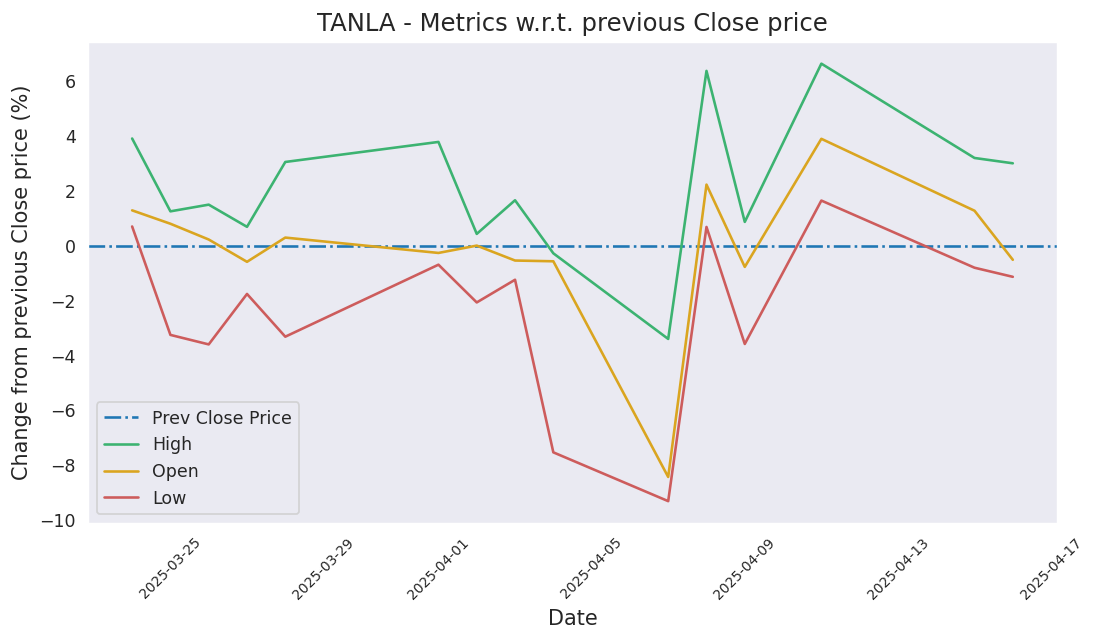 TANLA - Metrics w.r.t. previous Close price
Change from previous Close price (%)
6
4
2
0
−2
−4
−6
−8
−10
Prev Close Price
High
Open
Low
2025-03-25
2025-03-29
2025-04-01
2025-04-05
2025-04-09
2025-04-13
2025-04-17
Date